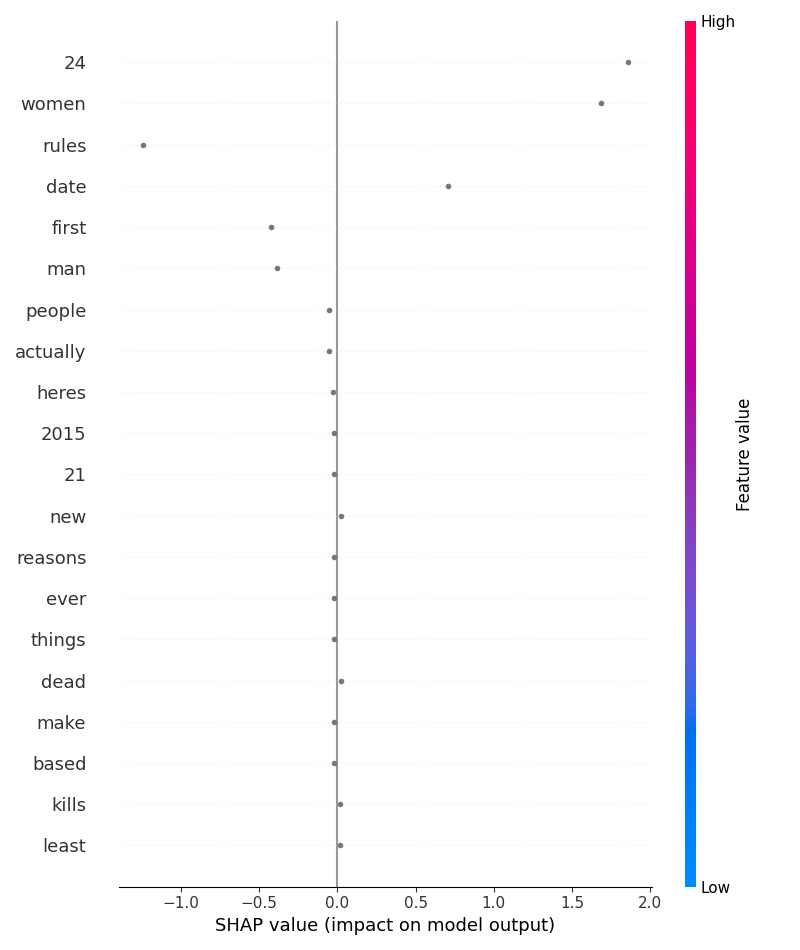 High
24
women
rules
date
first
man
people
actually
heres
2015
21
new
reasons
ever
things
dead
make
based
kills
least
Feature value
Low
−1.0 −0.5 0.0 0.5 1.0 1.5 2.0
SHAP value (impact on model output)